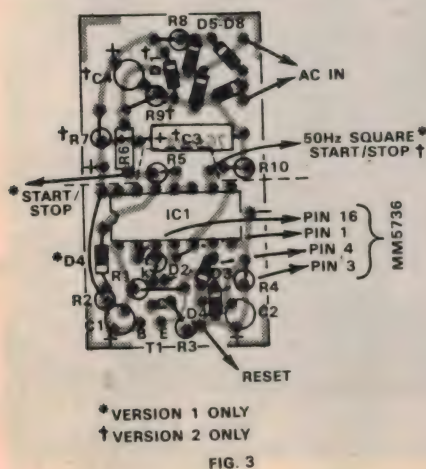 R8 D5-D8
†C4
D1
AC IN
R9†
†R7
R6
†C3
50Hz SQUARE*
START/STOP †
R5
R10
*START/
STOP
IC1
PIN 16
PIN 1
PIN 4
PIN 3
MM5736
*D4
R1
D2
D3
R4
R2
D4
C1
C2
B
E
T1
R3
RESET
*VERSION 1 ONLY
†VERSION 2 ONLY
FIG. 3